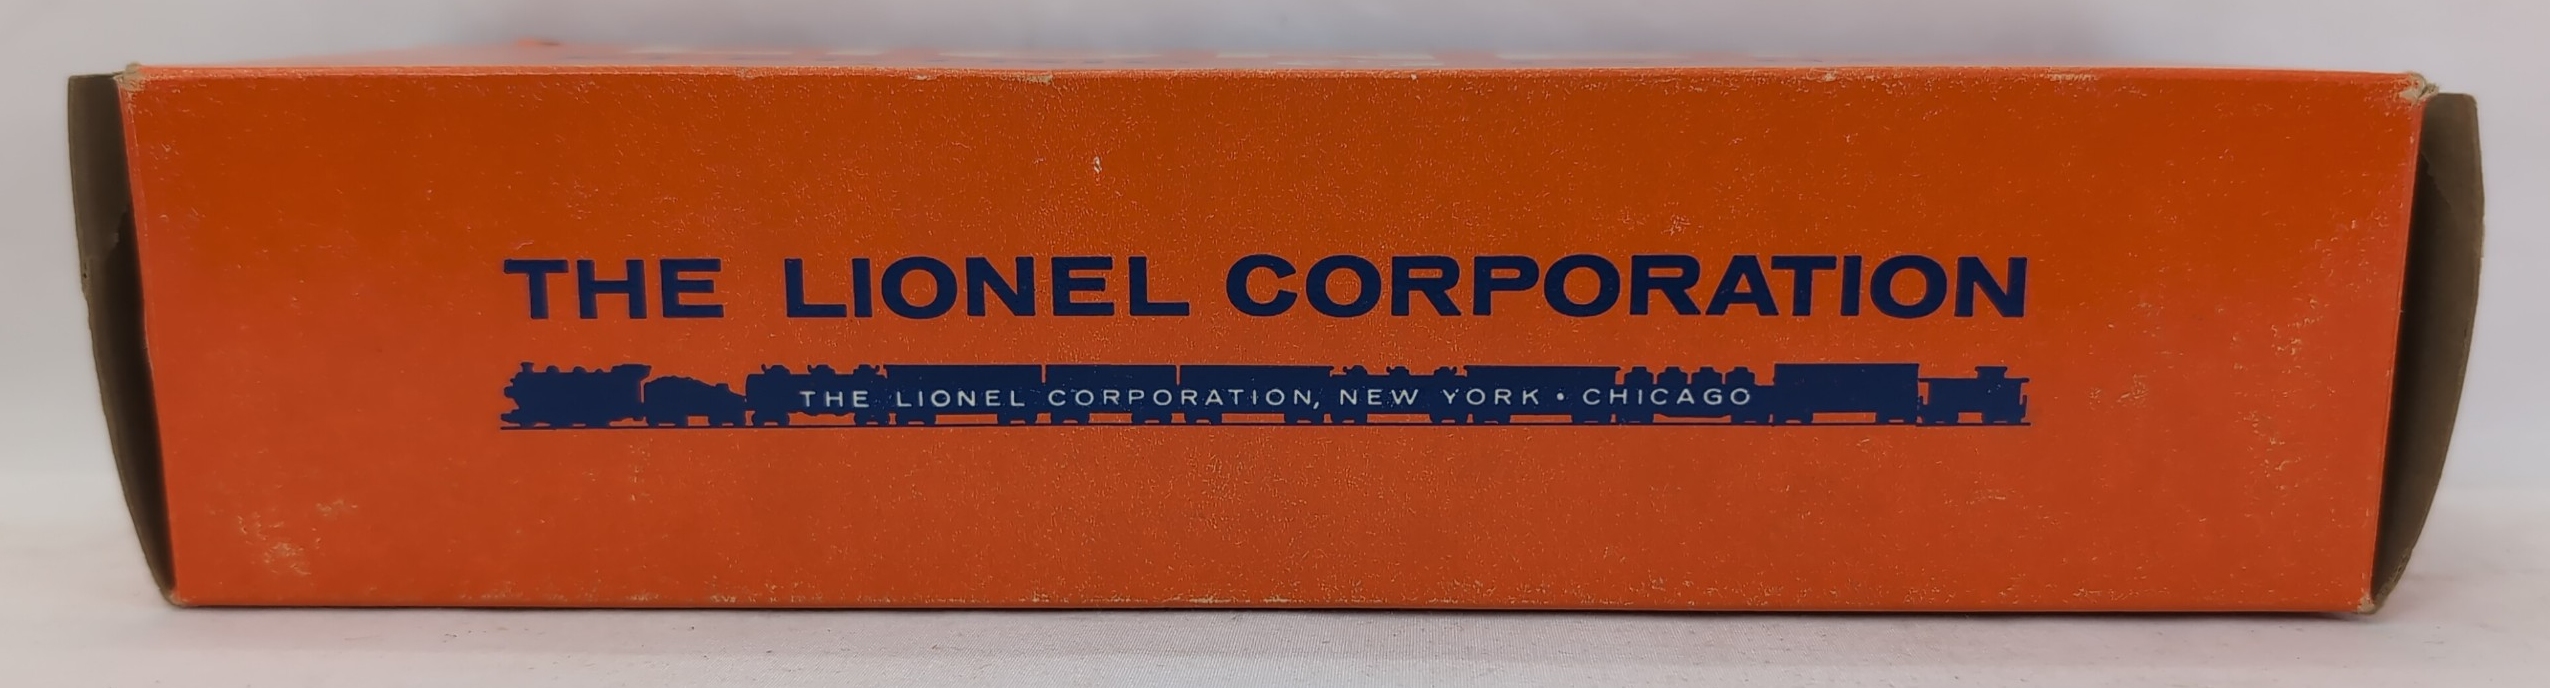 THE LIONEL CORPORATION
THE LIONEL CORPORATION, NEW YORK • CHICAGO